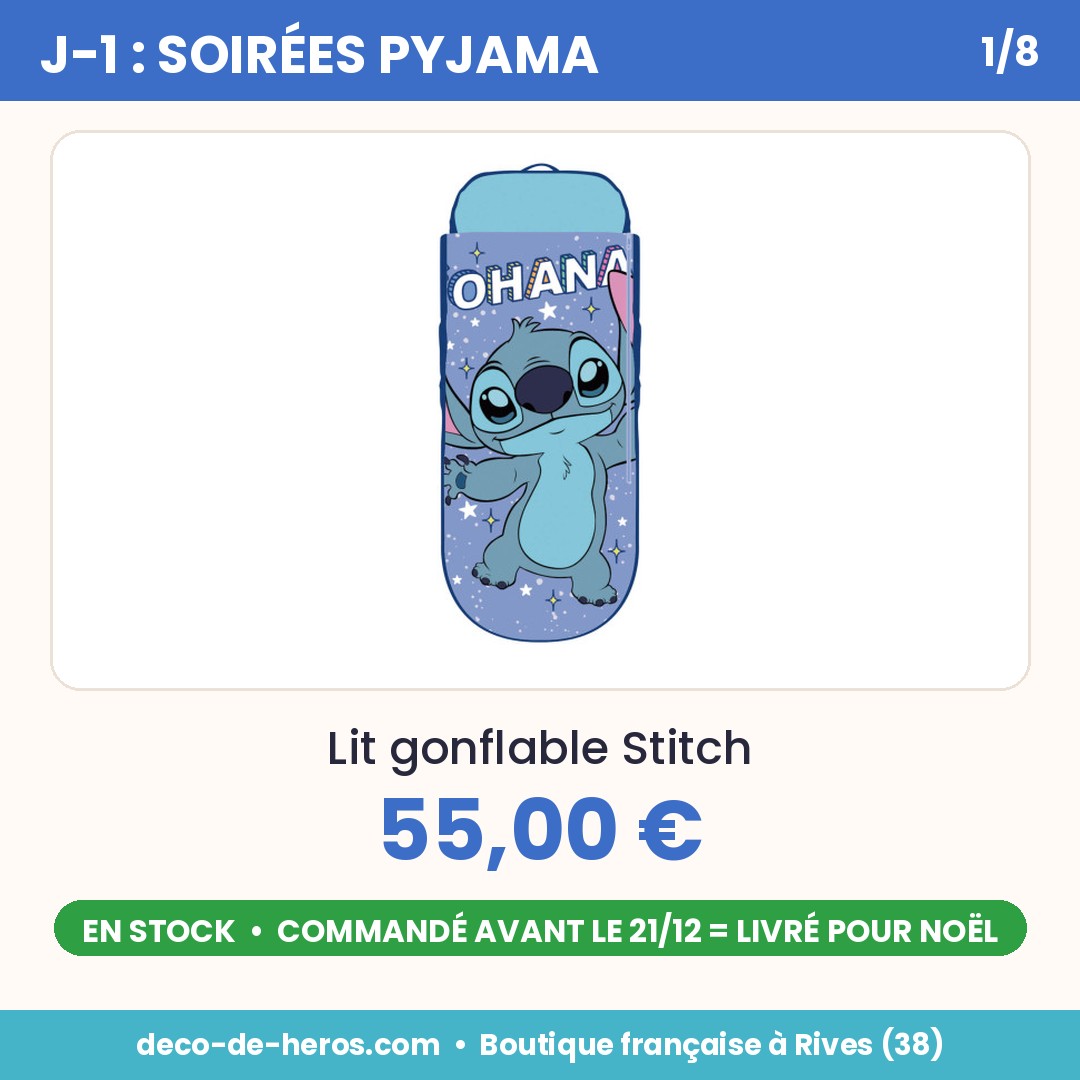 J-1 : SOIRÉES PYJAMA
1/8
OHANA
Lit gonflable Stitch
55,00 €
EN STOCK • COMMANDÉ AVANT LE 21/12 = LIVRÉ POUR NOËL
deco-de-heros.com • Boutique française à Rives (38)